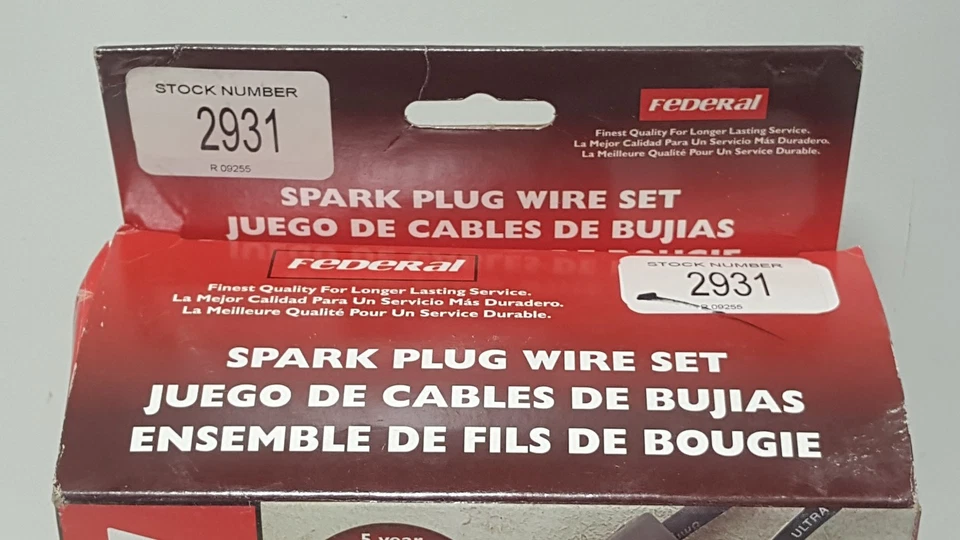 STOCK NUMBER
2931
R 09255
FEDERAL
Finest Quality For Longer Lasting Service.
La Mejor Calidad Para Un Servicio Más Duradero.
La Meilleure Qualité Pour Un Service Durable.
SPARK PLUG WIRE SET
JUEGO DE CABLES DE BUJIAS
FEDERAL
Finest Quality For Longer Lasting Service.
La Mejor Calidad Para Un Servicio Más Duradero.
La Meilleure Qualité Pour Un Service Durable.
STOCK NUMBER
2931
R 09255
SPARK PLUG WIRE SET
JUEGO DE CABLES DE BUJIAS
ENSEMBLE DE FILS DE BOUGIE
5 year
ULTRA